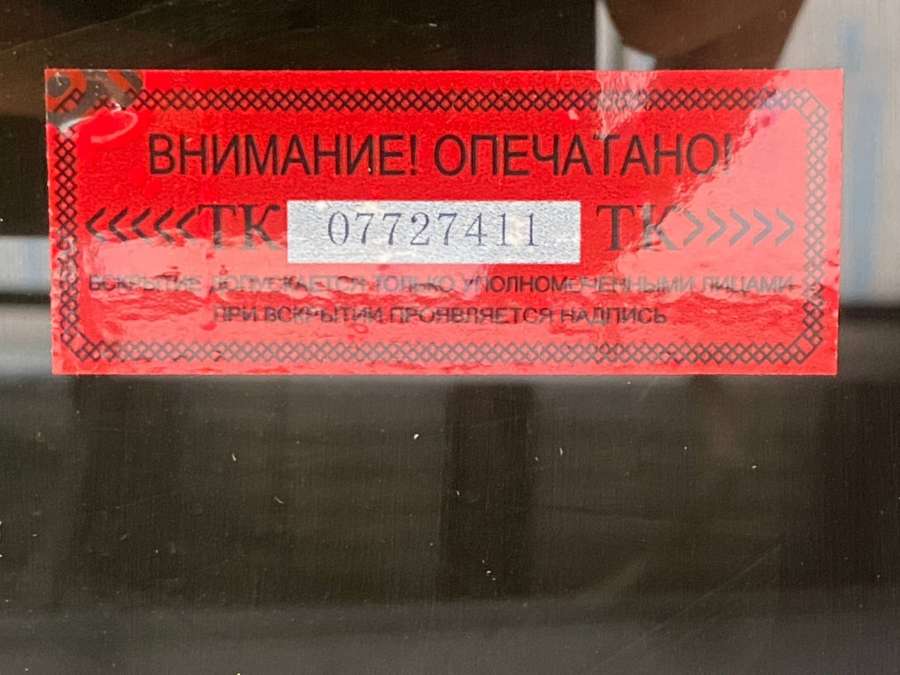 ВНИМАНИЕ! ОПЕЧАТАНО!
<<<<<ТК 07727411 ТК>>>>>
ВСКРЫТИЕ ДОПУСКАЕТСЯ ТОЛЬКО УПОЛНОМОЧЕННЫМИ ЛИЦАМИ
ПРИ ВСКРЫТИИ ПРОЯВЛЯЕТСЯ НАДПИСЬ